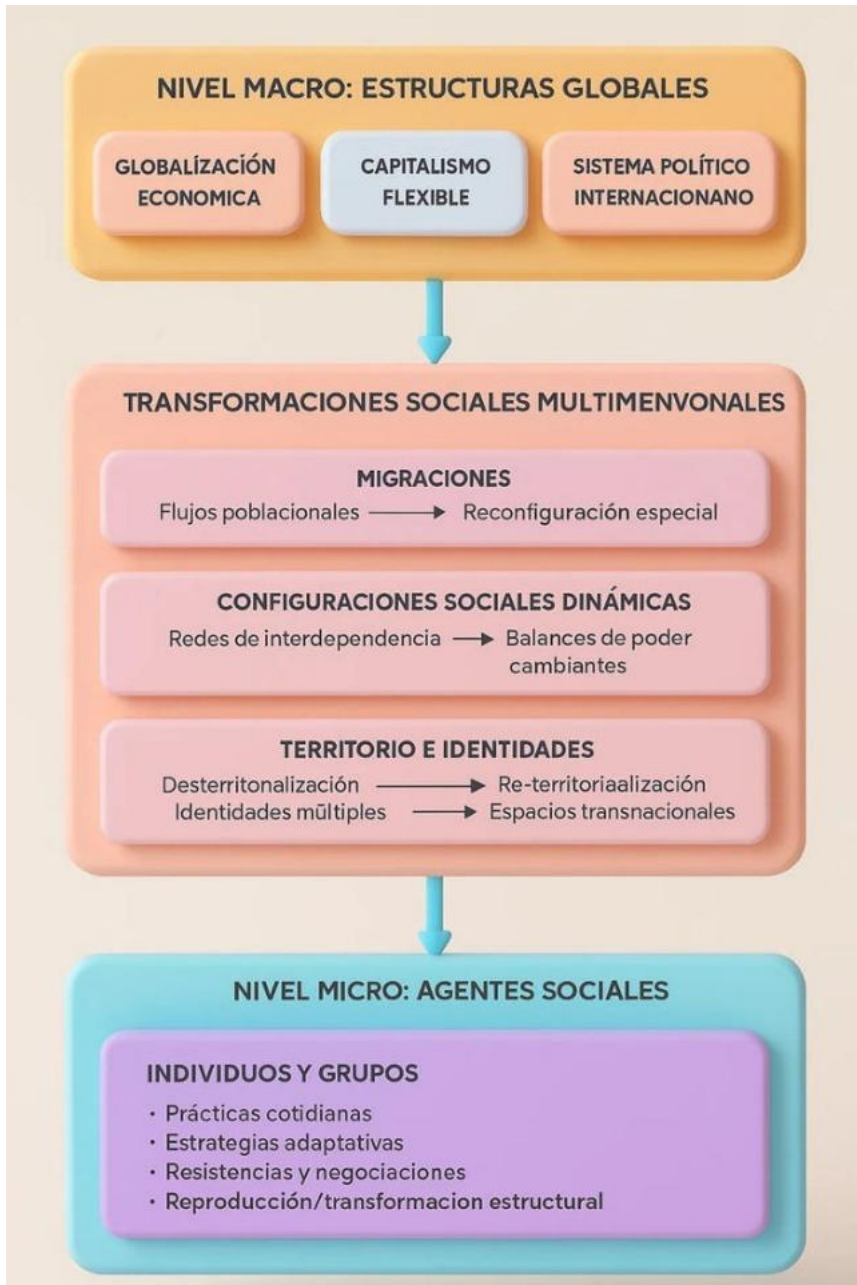 NIVEL MACRO: ESTRUCTURAS GLOBALES
GLOBALÍZACIÓN
ECONOMICA
CAPITALISMO
FLEXIBLE
SISTEMA POLÍTICO
INTERNACIONANO
TRANSFORMACIONES SOCIALES MULTIMENVONALES
MIGRACIONES
Flujos poblacionales → Reconfiguración especial
CONFIGURACIONES SOCIALES DINÁMICAS
Redes de interdependencia → Balances de poder
cambiantes
TERRITORIO E IDENTIDADES
Desterritonalización → Re-territoriaalización
Identidades mūltiples → Espacios transnacionales
NIVEL MICRO: AGENTES SOCIALES
INDIVIDUOS Y GRUPOS
· Prácticas cotidianas
· Estrategias adaptativas
· Resistencias y negociaciones
· Reproducción/transformacion estructural